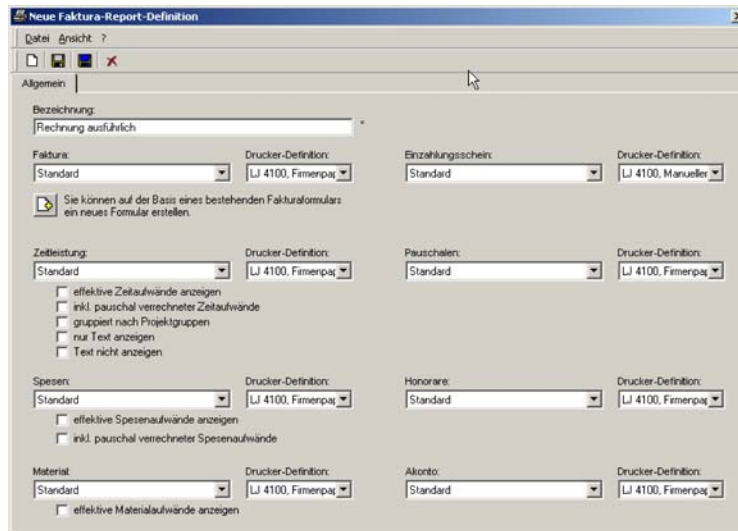 Neue Faktura-Report-Definition
Datei Ansicht ?
Allgemein
Bezeichnung:
Rechnung ausführlich *
Faktura: Drucker-Definition: Einzahlungsschein: Drucker-Definition:
Standard LJ 4100, Firmenpa Standard LJ 4100, Manueller
Sie können auf der Basis eines bestehenden Fakturaformulars
ein neues Formular erstellen.
Zeitleistung: Drucker-Definition: Pauschalen: Drucker-Definition:
Standard LJ 4100, Firmenpa Standard LJ 4100, Firmenpa
effektive Zeitaufwände anzeigen
inkl. pauschal verrechneter Zeitaufwände
gruppiert nach Projektgruppen
nur Text anzeigen
Text nicht anzeigen
Spesen: Drucker-Definition: Honorare: Drucker-Definition:
Standard LJ 4100, Firmenpa Standard LJ 4100, Firmenpa
effektive Spesenaufwände anzeigen
inkl. pauschal verrechneter Spesenaufwände
Material: Drucker-Definition: Akonto: Drucker-Definition:
Standard LJ 4100, Firmenpa Standard LJ 4100, Firmenpa
effektive Materialaufwände anzeigen